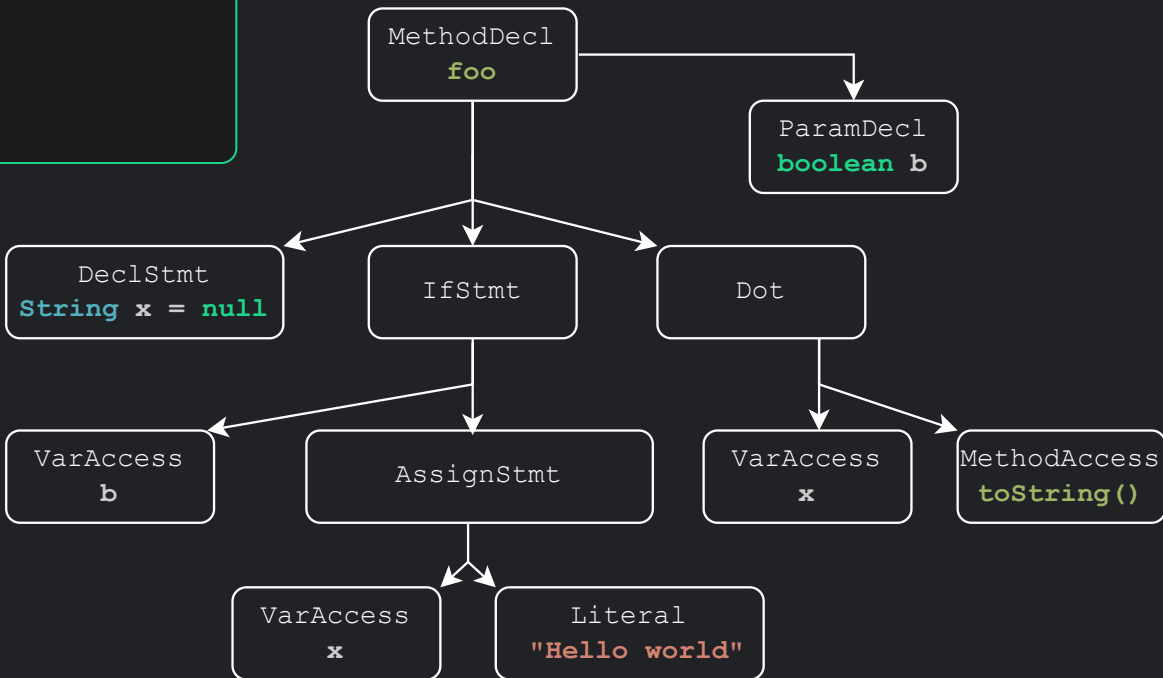 MethodDecl
foo
ParamDecl
boolean b
DeclStmt
String x = null
IfStmt
Dot
VarAccess
b
AssignStmt
VarAccess
x
MethodAccess
toString()
VarAccess
x
Literal
"Hello world"